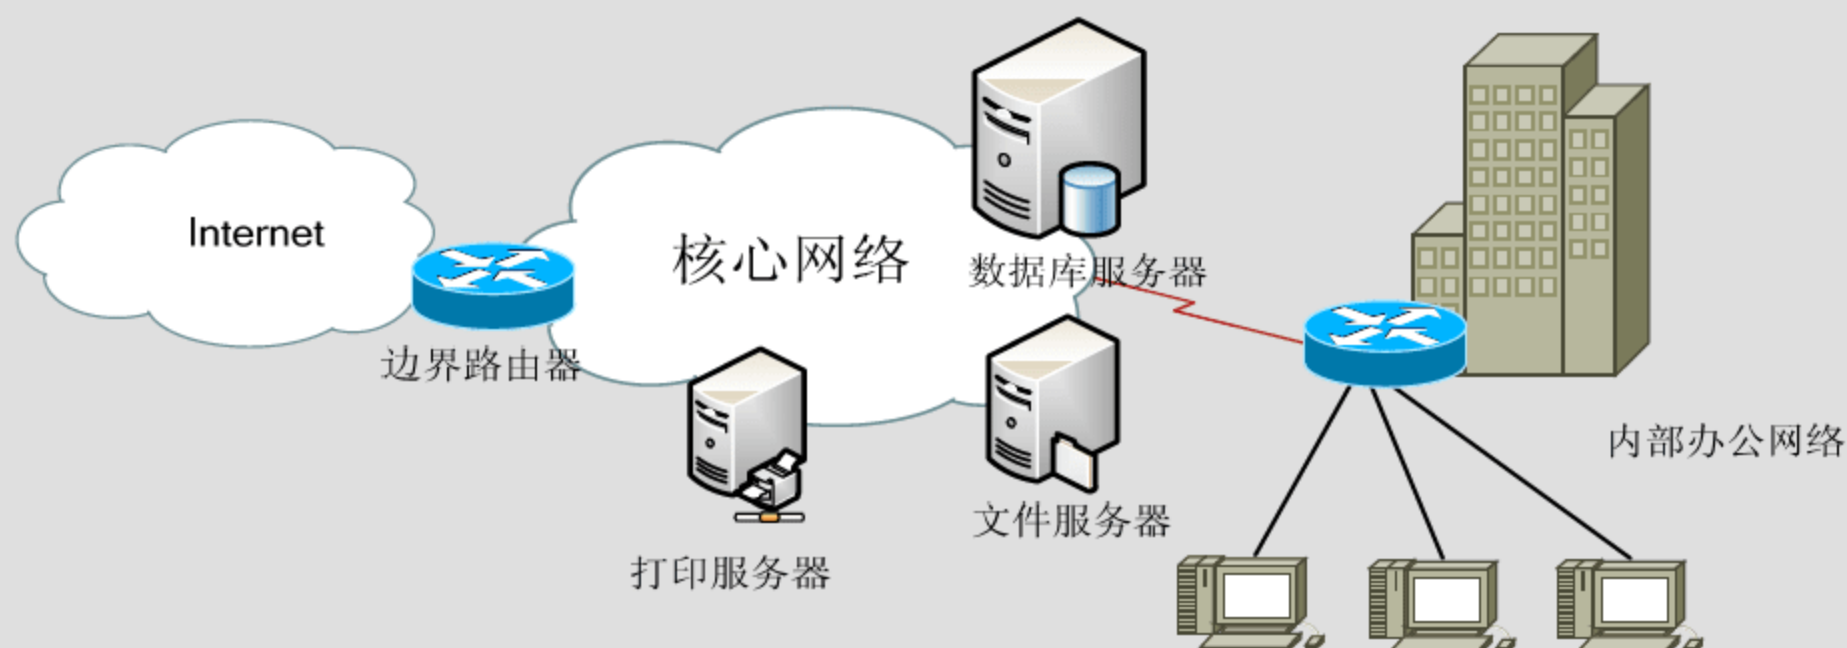 Internet
核心网络
数据库服务器
边界路由器
内部办公网络
文件服务器
打印服务器